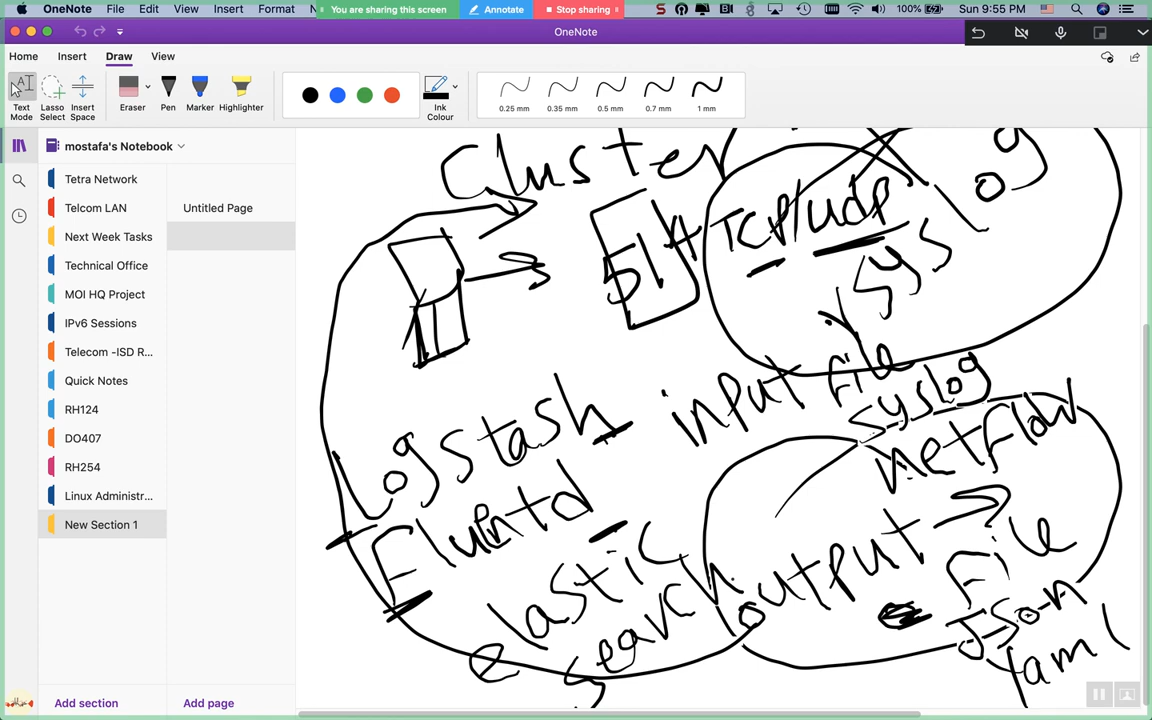 OneNote File Edit View Insert Format
You are sharing this screen Annotate Stop sharing
100% Sun 9:55 PM
OneNote
Home Insert Draw View
Text Mode
Lasso Select
Insert Space
Eraser
Pen
Marker
Highlighter
Ink Colour
0.25 mm 0.35 mm 0.5 mm 0.7 mm 1 mm
mostafa's Notebook
Tetra Network
Telcom LAN
Next Week Tasks
Technical Office
MOI HQ Project
IPv6 Sessions
Telecom -ISD R...
Quick Notes
RH124
DO407
RH254
Linux Administr...
New Section 1
Untitled Page
Add section Add page
Cluster
514 TCP/udp
sys log
Logstash input file
syslog
netflow
Fluentd
elastic search
output
File
Json
Yaml